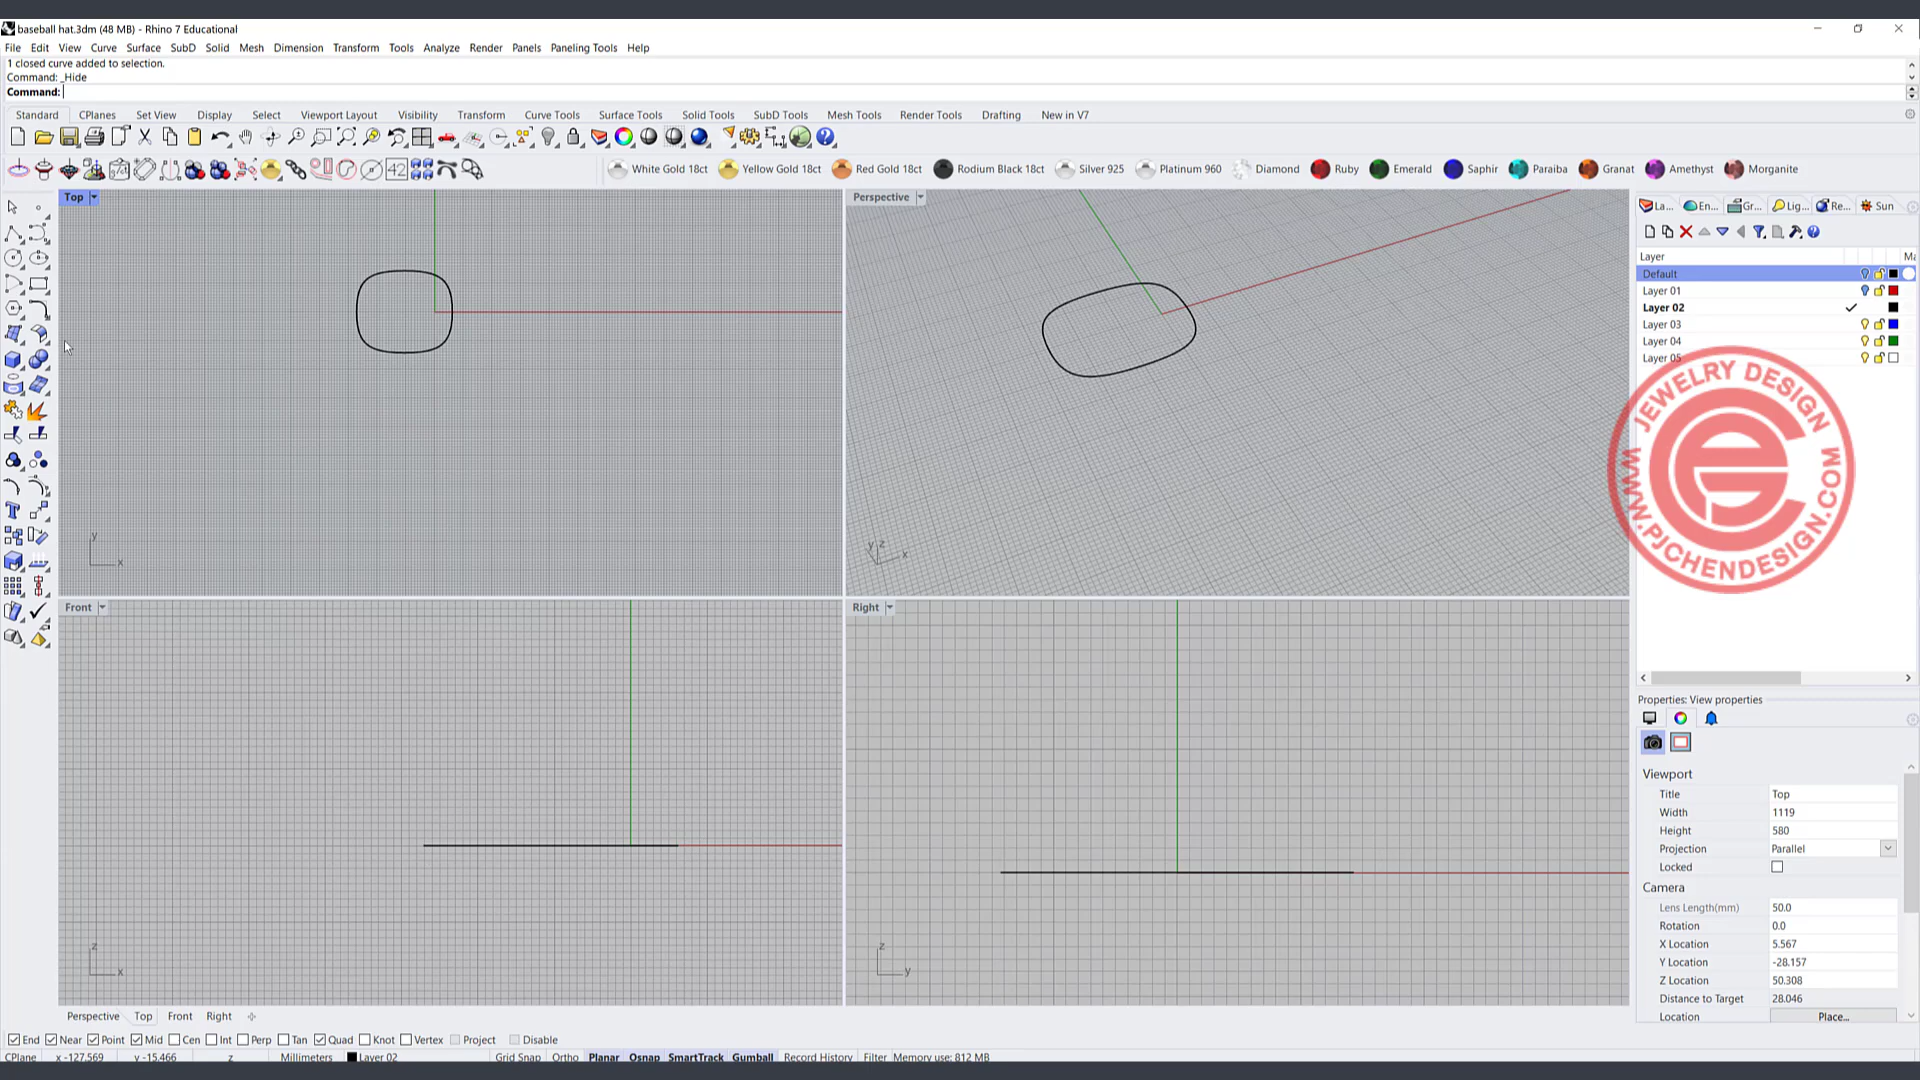 baseball hat.3dm (48 MB) - Rhino 7 Educational
File Edit View Curve Surface SubD Solid Mesh Dimension Transform Tools Analyze Render Panels Paneling Tools Help
1 closed curve added to selection.
Command: _Hide
Command:
Standard CPlanes Set View Display Select Viewport Layout Visibility Transform Curve Tools Surface Tools Solid Tools SubD Tools Mesh Tools Render Tools Drafting New in V7
42 White Gold 18ct Yellow Gold 18ct Red Gold 18ct Rodium Black 18ct Silver 925 Platinum 960 Diamond Ruby Emerald Saphir Paraiba Granat Amethyst Morganite
Top
Perspective
La... En... Gr... Lig... Re... Sun
Layer Ma
Default
Layer 01
Layer 02
Layer 03
Layer 04
Layer 05
JEWELRY DESIGN
WWW.PJCHENDESIGN.COM
y
x
y z x
Front
Right
z
x
z
y
Properties: View properties
Viewport
Title Top
Width 1119
Height 580
Projection Parallel
Locked
Camera
Lens Length(mm) 50.0
Rotation 0.0
X Location 5.567
Y Location -28.157
Z Location 50.308
Distance to Target 28.046
Location Place...
Perspective Top Front Right
End Near Point Mid Cen Int Perp Tan Quad Knot Vertex Project Disable
CPlane x -127.569 y -15.466 z Millimeters Layer 02 Grid Snap Ortho Planar Osnap SmartTrack Gumball Record History Filter Memory use: 812 MB